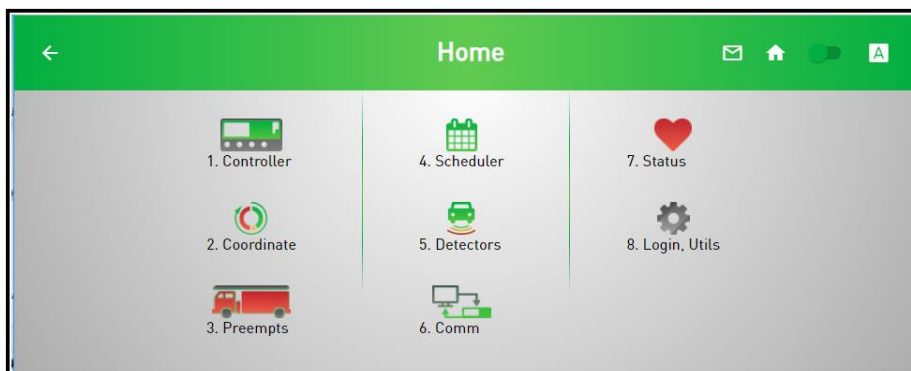 Home
A
1. Controller
4. Scheduler
7. Status
2. Coordinate
5. Detectors
8. Login, Utils
3. Preempts
6. Comm